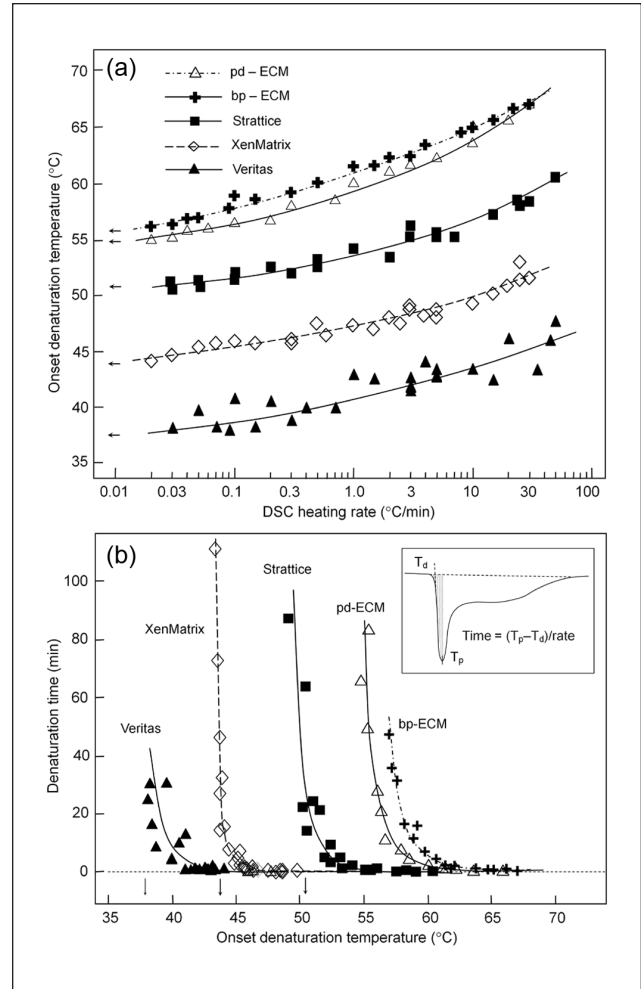 (a)
pd – ECM
bp – ECM
Strattice
XenMatrix
Veritas
Onset denaturation temperature (°C)
70
65
60
55
50
45
40
35
0.01
0.03
0.1
0.3
1.0
3.0
10
30
100
DSC heating rate (°C/min)
(b)
Strattice
pd-ECM
bp-ECM
XenMatrix
Veritas
T_d
Time = (T_p–T_d)/rate
T_p
Denaturation time (min)
100
80
60
40
20
0
35
40
45
50
55
60
65
70
Onset denaturation temperature (°C)